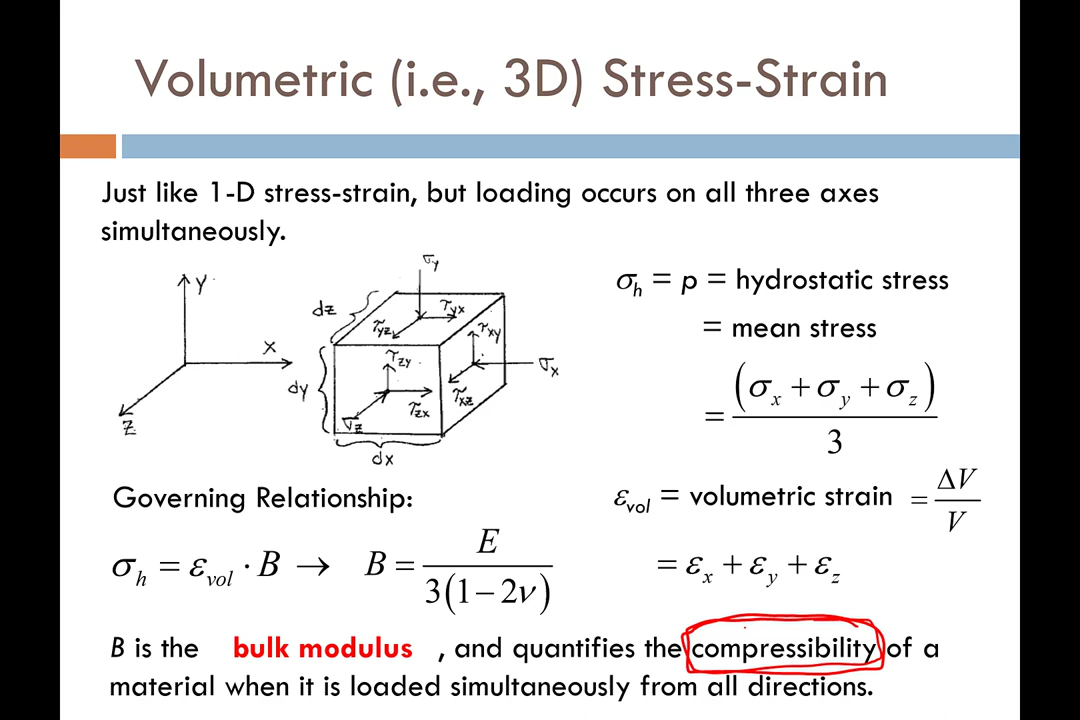 Volumetric (i.e., 3D) Stress-Strain
Just like 1-D stress-strain, but loading occurs on all three axes
simultaneously.
Y
X
Z
dz
dy
dx
σy
τyx
τyz
τxy
σx
τxz
τzy
τzx
σz
σh = p = hydrostatic stress
= mean stress
= (σx + σy + σz) / 3
Governing Relationship:
σh = εvol · B → B = E / 3(1 − 2ν)
εvol = volumetric strain = ΔV / V
= εx + εy + εz
B is the bulk modulus , and quantifies the compressibility of a
material when it is loaded simultaneously from all directions.